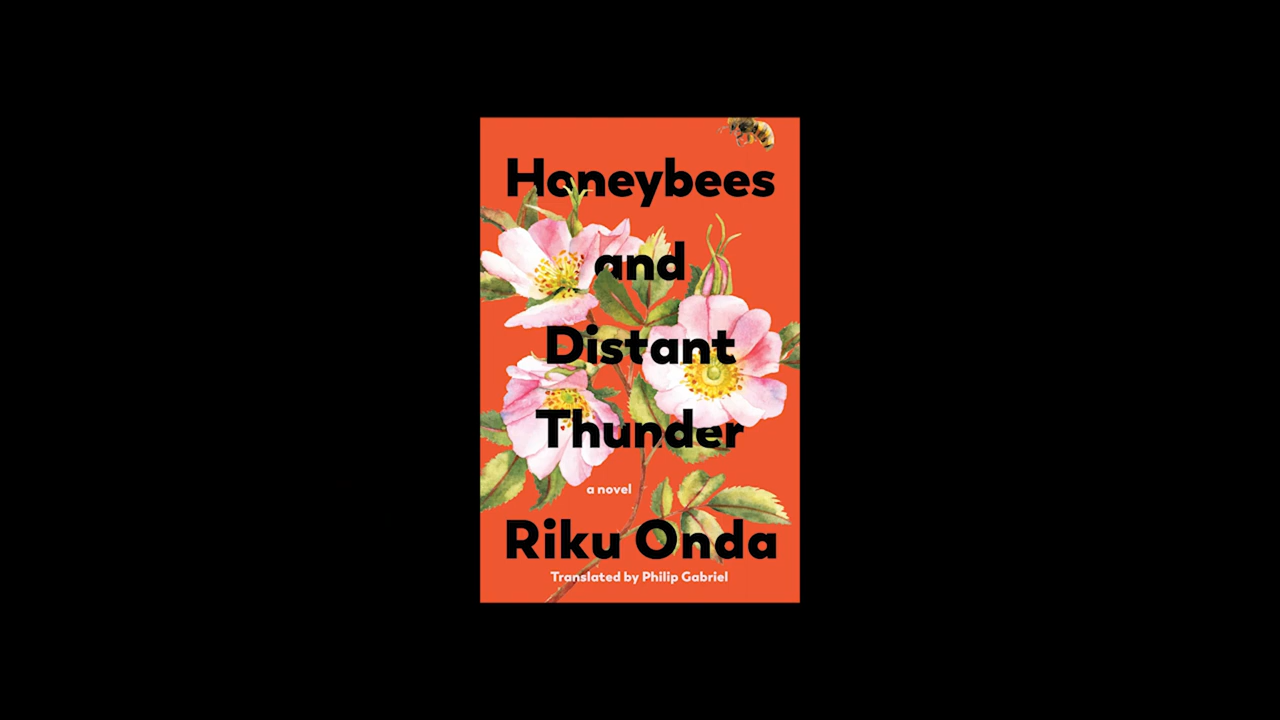 Honeybees
and
Distant
Thunder
a novel
Riku Onda
Translated by Philip Gabriel